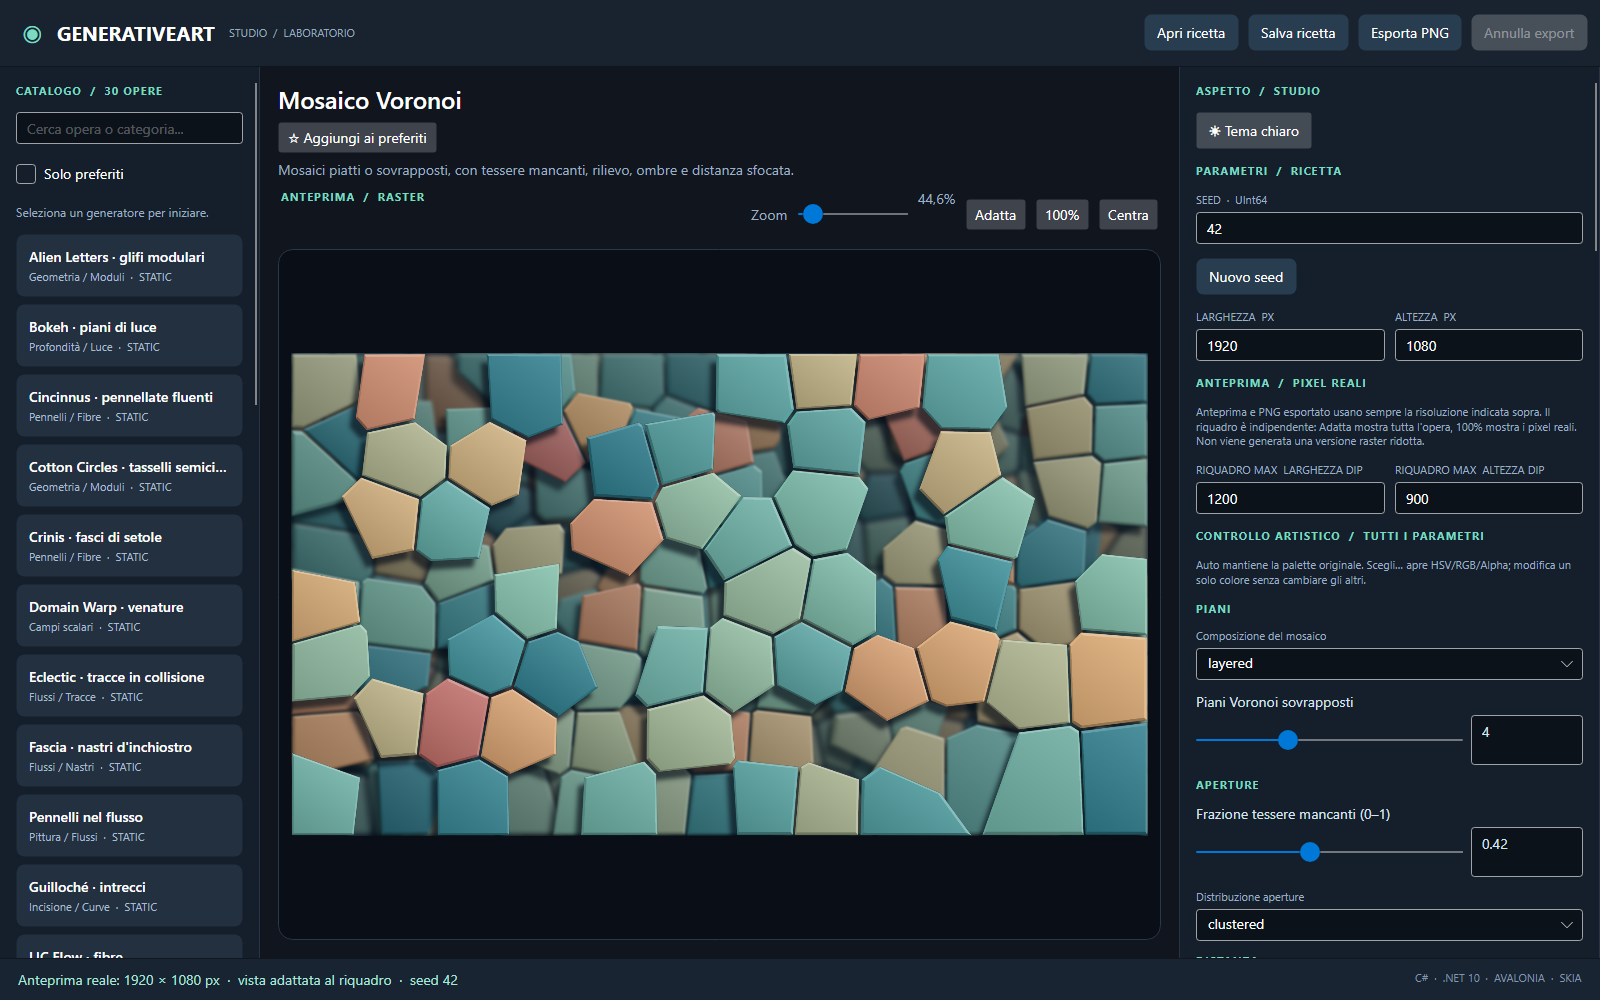 GENERATIVEART
STUDIO / LABORATORIO
Apri ricetta
Salva ricetta
Esporta PNG
Annulla export
CATALOGO / 30 OPERE
Cerca opera o categoria...
Solo preferiti
Seleziona un generatore per iniziare.
Alien Letters · glifi modulari
Geometria / Moduli · STATIC
Bokeh · piani di luce
Profondità / Luce · STATIC
Cincinnus · pennellate fluenti
Pennelli / Fibre · STATIC
Cotton Circles · tasselli semici...
Geometria / Moduli · STATIC
Crinis · fasci di setole
Pennelli / Fibre · STATIC
Domain Warp · venature
Campi scalari · STATIC
Eclectic · tracce in collisione
Flussi / Tracce · STATIC
Fascia · nastri d'inchiostro
Flussi / Nastri · STATIC
Pennelli nel flusso
Pittura / Flussi · STATIC
Guilloché · intrecci
Incisione / Curve · STATIC
LIC Flow · fibre
Mosaico Voronoi
☆ Aggiungi ai preferiti
Mosaici piatti o sovrapposti, con tessere mancanti, rilievo, ombre e distanza sfocata.
ANTEPRIMA / RASTER
Zoom
44,6%
Adatta
100%
Centra
ASPETTO / STUDIO
☀ Tema chiaro
PARAMETRI / RICETTA
SEED · UInt64
42
Nuovo seed
LARGHEZZA PX
ALTEZZA PX
1920
1080
ANTEPRIMA / PIXEL REALI
Anteprima e PNG esportato usano sempre la risoluzione indicata sopra. Il
riquadro è indipendente: Adatta mostra tutta l'opera, 100% mostra i pixel reali.
Non viene generata una versione raster ridotta.
RIQUADRO MAX LARGHEZZA DIP
RIQUADRO MAX ALTEZZA DIP
1200
900
CONTROLLO ARTISTICO / TUTTI I PARAMETRI
Auto mantiene la palette originale. Scegli... apre HSV/RGB/Alpha; modifica un
solo colore senza cambiare gli altri.
PIANI
Composizione del mosaico
layered
Piani Voronoi sovrapposti
4
APERTURE
Frazione tessere mancanti (0–1)
0.42
Distribuzione aperture
clustered
Anteprima reale: 1920 × 1080 px · vista adattata al riquadro · seed 42
C# · .NET 10 · AVALONIA · SKIA